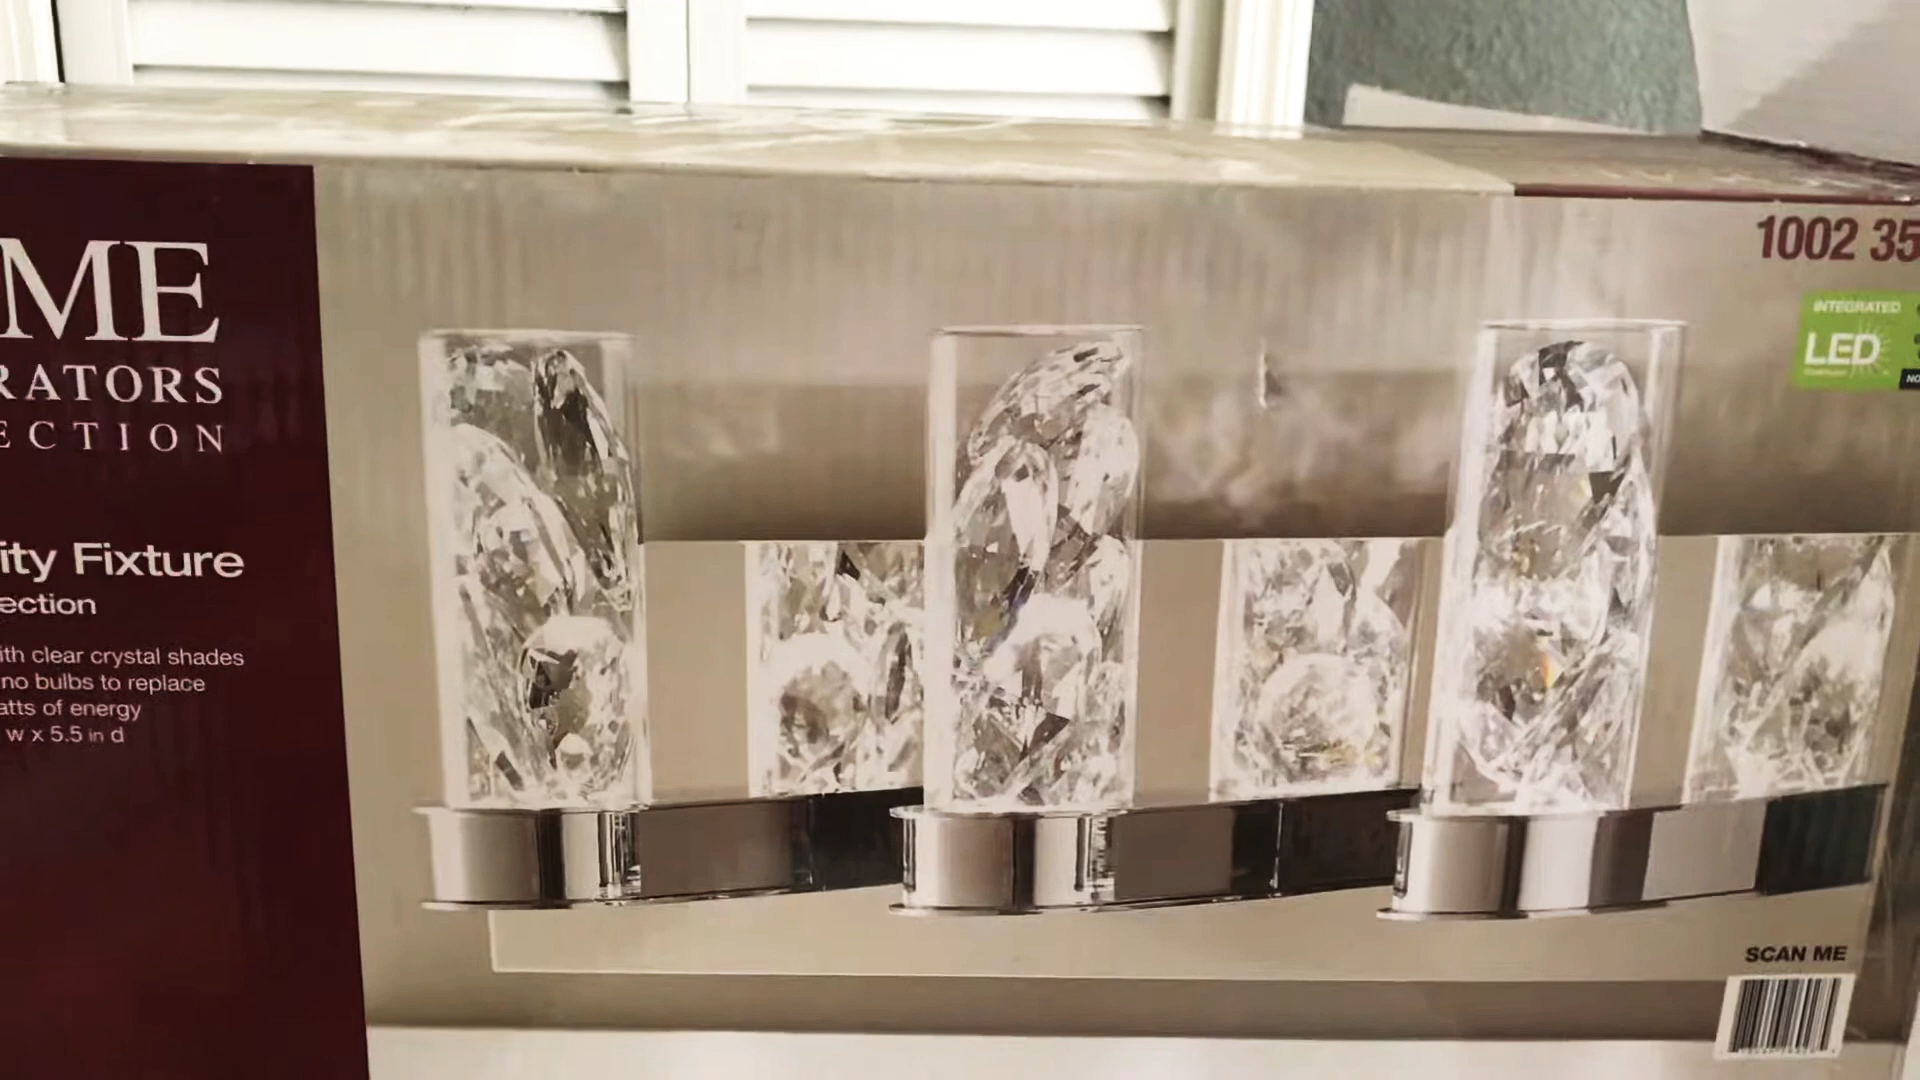 ME
RATORS
ECTION
ity Fixture
ection
ith clear crystal shades
no bulbs to replace
atts of energy
w x 5.5 in d
1002 35
INTEGRATED
LED
NO
SCAN ME